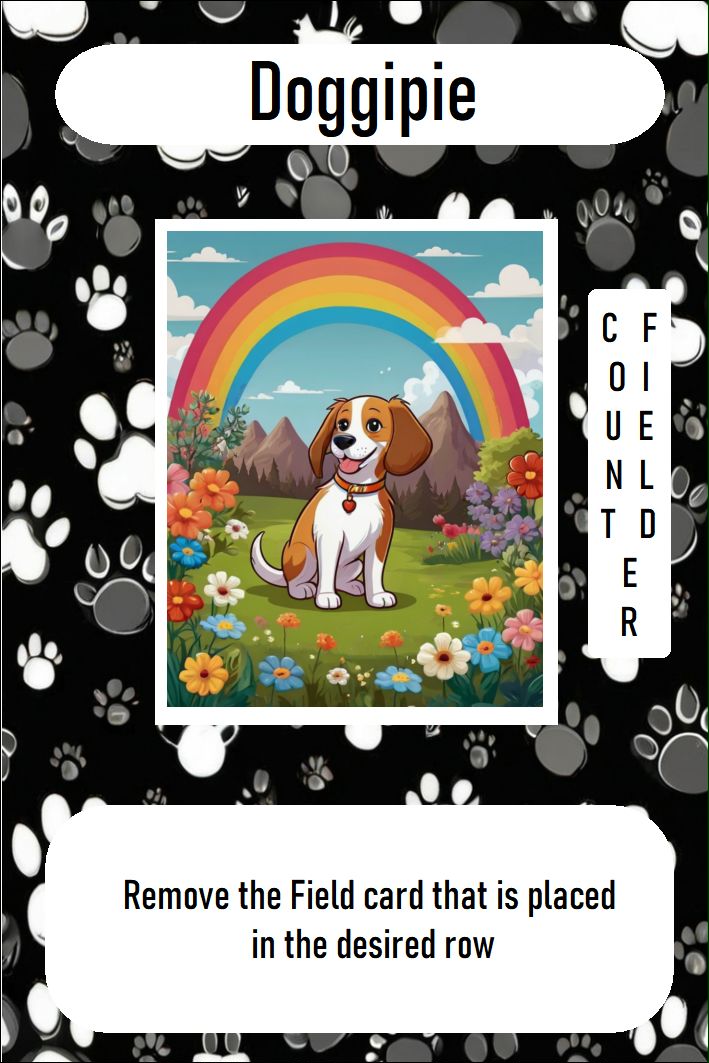 Doggipie
COUNTER
FIELD
Remove the Field card that is placed
in the desired row